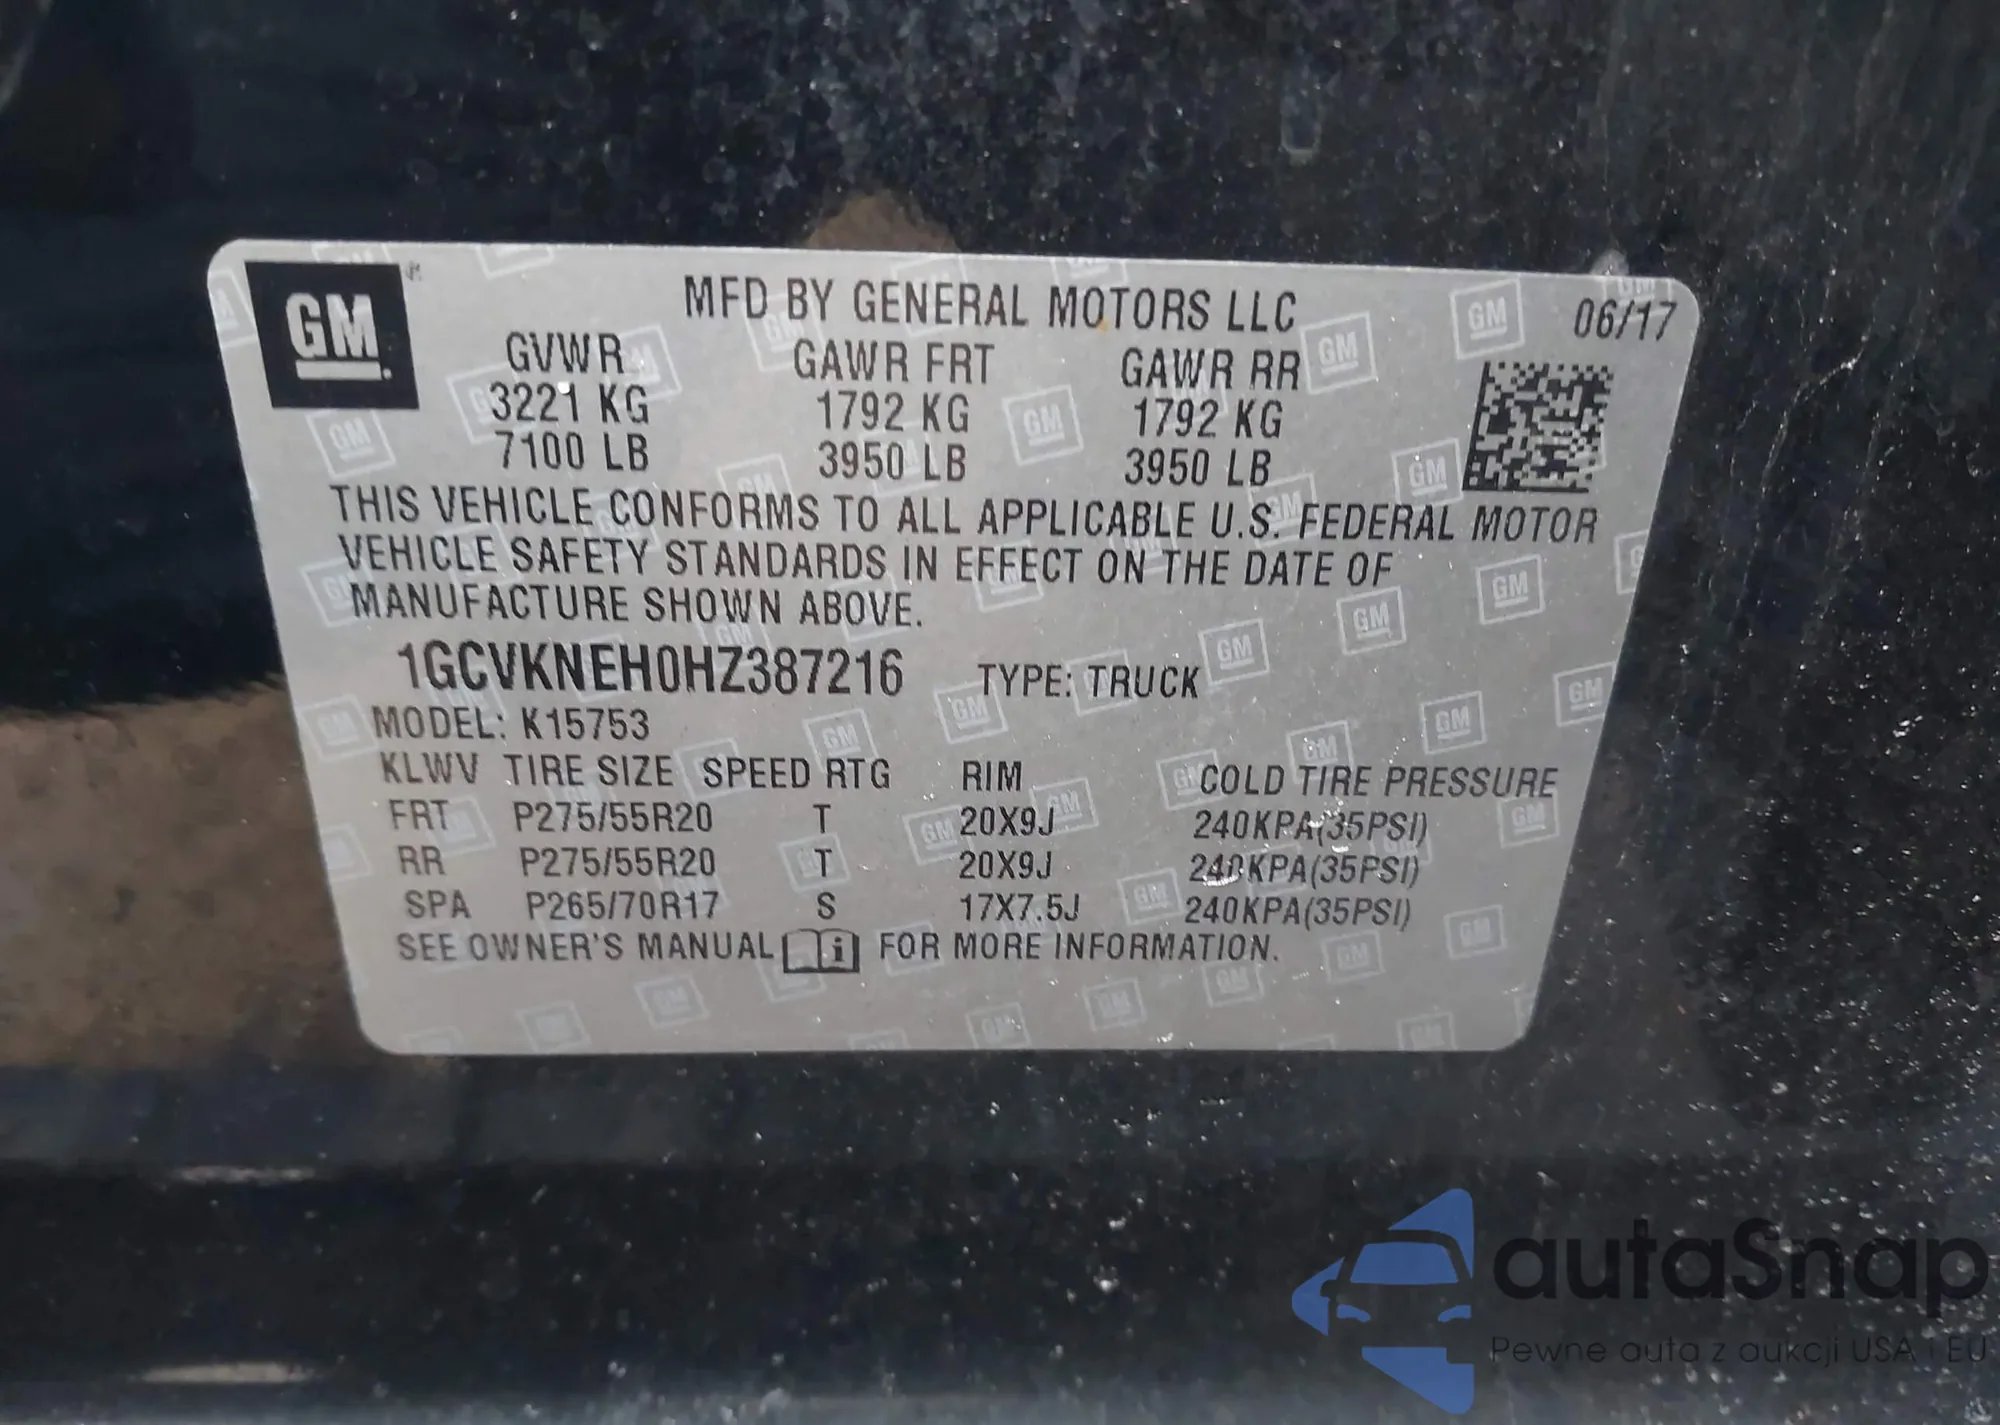 GM
MFD BY GENERAL MOTORS LLC
06/17
GVWR GAWR FRT GAWR RR
3221 KG 1792 KG 1792 KG
7100 LB 3950 LB 3950 LB
THIS VEHICLE CONFORMS TO ALL APPLICABLE U.S. FEDERAL MOTOR
VEHICLE SAFETY STANDARDS IN EFFECT ON THE DATE OF
MANUFACTURE SHOWN ABOVE.
1GCVKNEH0HZ387216 TYPE: TRUCK
MODEL: K15753
KLWV TIRE SIZE SPEED RTG RIM COLD TIRE PRESSURE
FRT P275/55R20 T 20X9J 240KPA(35PSI)
RR P275/55R20 T 20X9J 240KPA(35PSI)
SPA P265/70R17 S 17X7.5J 240KPA(35PSI)
SEE OWNER'S MANUAL FOR MORE INFORMATION.
autaSnap
Pewne auta z aukcji USA i EU